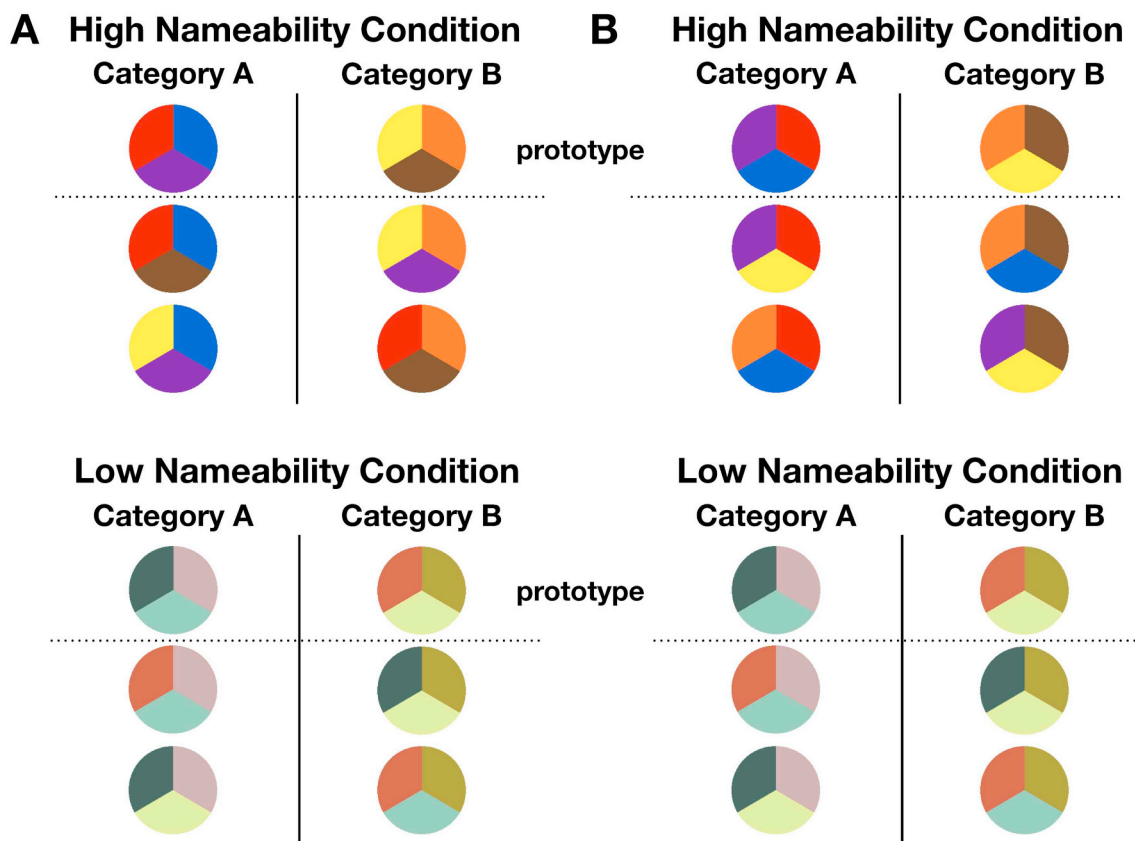 A High Nameability Condition
Category A Category B
prototype
Low Nameability Condition
Category A Category B
prototype
B High Nameability Condition
Category A Category B
Low Nameability Condition
Category A Category B